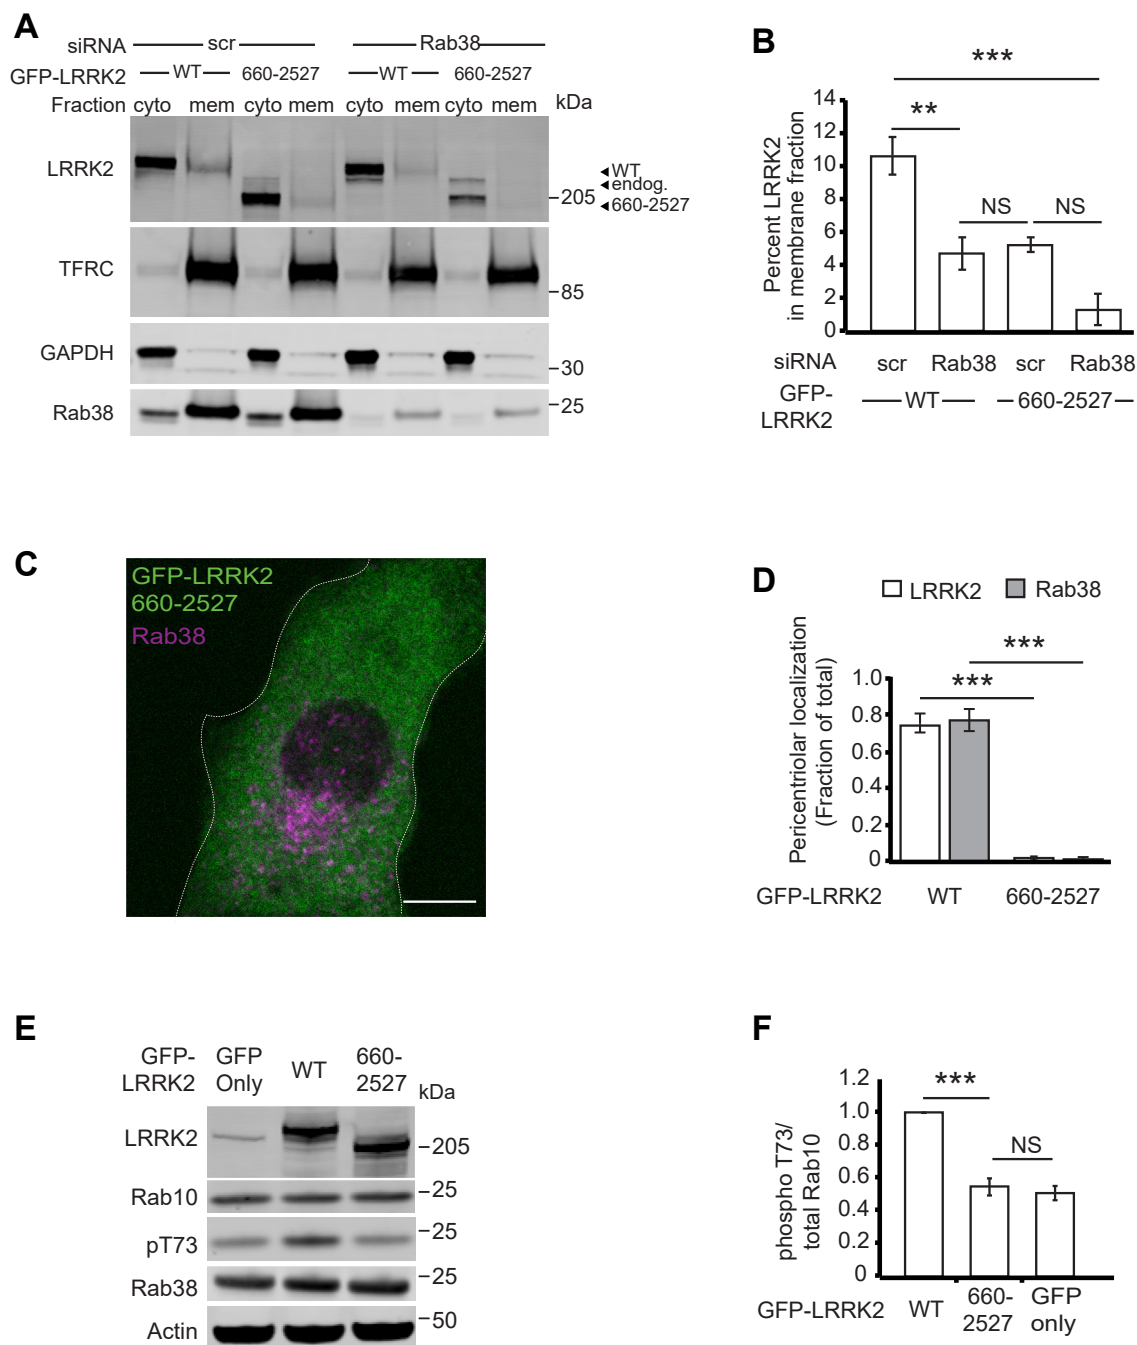 A
siRNA scr Rab38
GFP-LRRK2 WT 660-2527 WT 660-2527
Fraction cyto mem cyto mem cyto mem cyto mem kDa
LRRK2
WT
endog.
205
660-2527
TFRC
85
GAPDH
30
Rab38
25
B
***
**
NS NS
Percent LRRK2
in membrane fraction
14
12
10
8
6
4
2
0
siRNA scr Rab38 scr Rab38
GFP-
LRRK2
WT 660-2527
C
GFP-LRRK2
660-2527
Rab38
D
LRRK2 Rab38
***
***
Pericentriolar localization
(Fraction of total)
1.0
0.8
0.6
0.4
0.2
0
GFP-LRRK2 WT 660-2527
E
GFP-
LRRK2
GFP
Only
WT
660-
2527
kDa
LRRK2
205
Rab10
25
pT73
25
Rab38
25
Actin
50
F
***
NS
phospho T73/
total Rab10
1.2
1.0
0.8
0.6
0.4
0.2
0
GFP-LRRK2 WT
660-
2527
GFP
only